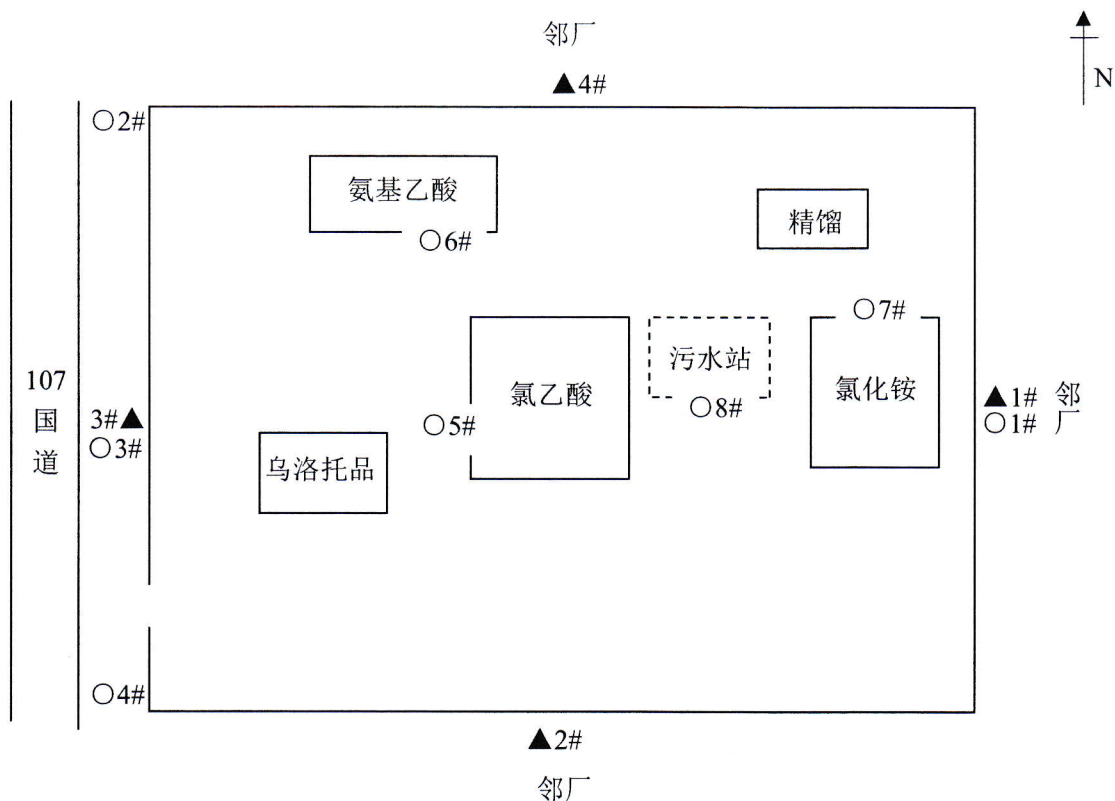 邻厂
▲4#
N
○2#
氨基乙酸
○6#
精馏
○7#
107
国
道
3#▲
○3#
氯乙酸
○5#
污水站
○8#
氯化铵
▲1# 邻
○1# 厂
乌洛托品
○4#
▲2#
邻厂